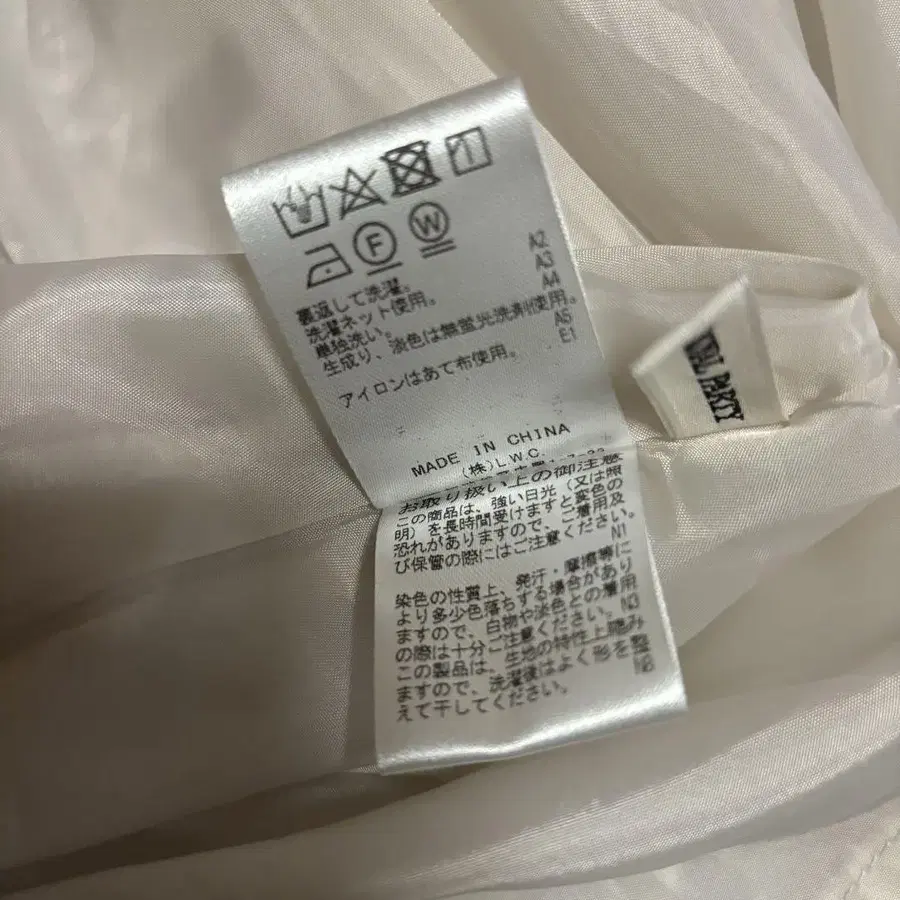 F W
裏返して洗濯。 A2
洗濯ネット使用。 A3
単独洗い。 A4
生成り、淡色は無蛍光洗剤使用。 A5
E1
アイロンはあて布使用。
MADE IN CHINA
(株)L.W.C.
お取り扱い上の御注意
この商品は、強い日光（又は照
明）を長時間受けますと変色の
恐れがありますので、ご着用及
び保管の際にはご注意ください。
N1
染色の性質上、発汗・摩擦等に
より多少色落ちする場合があり
ますので、白物や淡色との着用
の際は十分ご注意ください。 N3
この製品は、生地の特性上縮み
ますので、洗濯後はよく形を整
えて干してください。
PARTY